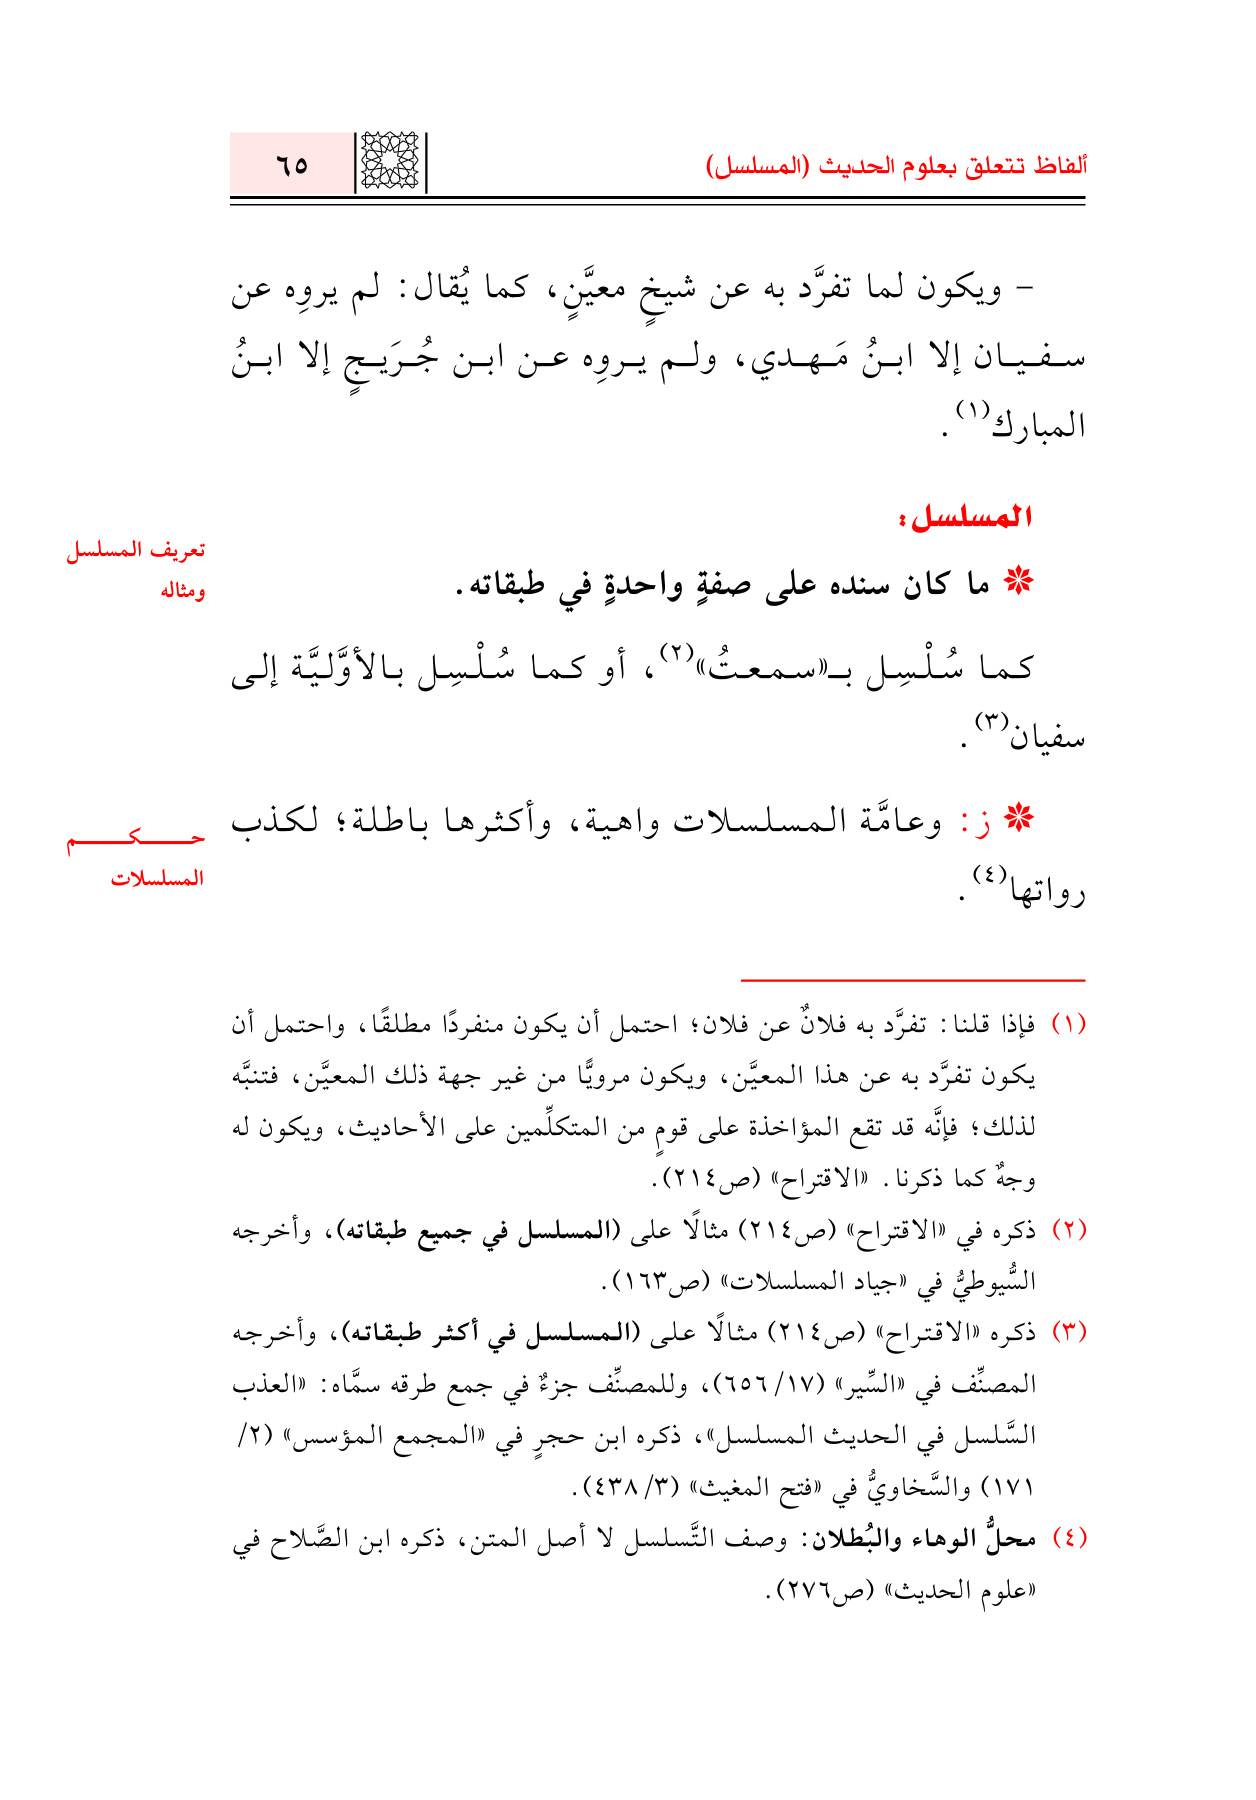 ألفاظ تتعلق بعلوم الحديث (المسلسل)
٦٥
– ويكون لما تفرَّد به عن شيخٍ معيَّنٍ، كما يُقال: لم يروِه عن
سفيان إلا ابنُ مَهدي، ولم يروِه عن ابن جُرَيجٍ إلا ابنُ
المبارك(١).
المسلسل:
تعريف المسلسل
ومثاله
❊ ما كان سنده على صفةٍ واحدةٍ في طبقاته.
كما سُلْسِل بـ«سمعتُ»(٢)، أو كما سُلْسِل بالأوَّليَّة إلى
سفيان(٣).
❊ ز: وعامَّة المسلسلات واهية، وأكثرها باطلة؛ لكذب
رواتها(٤).
حكم
المسلسلات
(١) فإذا قلنا: تفرَّد به فلانٌ عن فلان؛ احتمل أن يكون منفردًا مطلقًا، واحتمل أن
يكون تفرَّد به عن هذا المعيَّن، ويكون مرويًّا من غير جهة ذلك المعيَّن، فتنبَّه
لذلك؛ فإنَّه قد تقع المؤاخذة على قومٍ من المتكلِّمين على الأحاديث، ويكون له
وجهٌ كما ذكرنا. «الاقتراح» (ص٢١٤).
(٢) ذكره في «الاقتراح» (ص٢١٤) مثالًا على (المسلسل في جميع طبقاته)، وأخرجه
السُّيوطيُّ في «جياد المسلسلات» (ص١٦٣).
(٣) ذكره «الاقتراح» (ص٢١٤) مثالًا على (المسلسل في أكثر طبقاته)، وأخرجه
المصنِّف في «السِّير» (١٧/ ٦٥٦)، وللمصنِّف جزءٌ في جمع طرقه سمَّاه: «العذب
السَّلسل في الحديث المسلسل»، ذكره ابن حجرٍ في «المجمع المؤسس» (٢/
١٧١) والسَّخاويُّ في «فتح المغيث» (٣/ ٤٣٨).
(٤) محلُّ الوهاء والبُطلان: وصف التَّسلسل لا أصل المتن، ذكره ابن الصَّلاح في
«علوم الحديث» (ص٢٧٦).